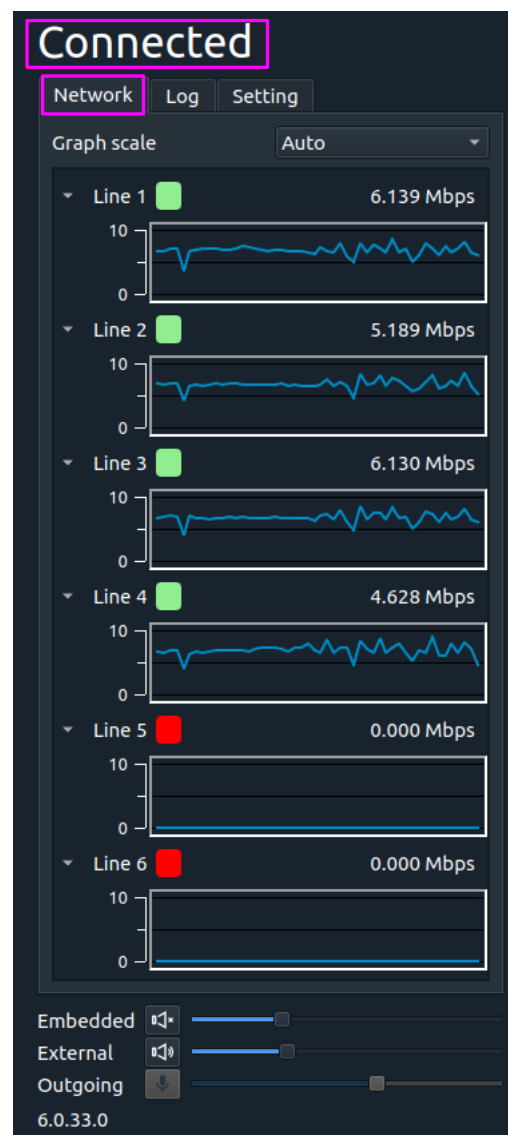 Connected
Network Log Setting
Graph scale Auto
Line 1 6.139 Mbps
10
0
Line 2 5.189 Mbps
10
0
Line 3 6.130 Mbps
10
0
Line 4 4.628 Mbps
10
0
Line 5 0.000 Mbps
10
0
Line 6 0.000 Mbps
10
0
Embedded
External
Outgoing
6.0.33.0